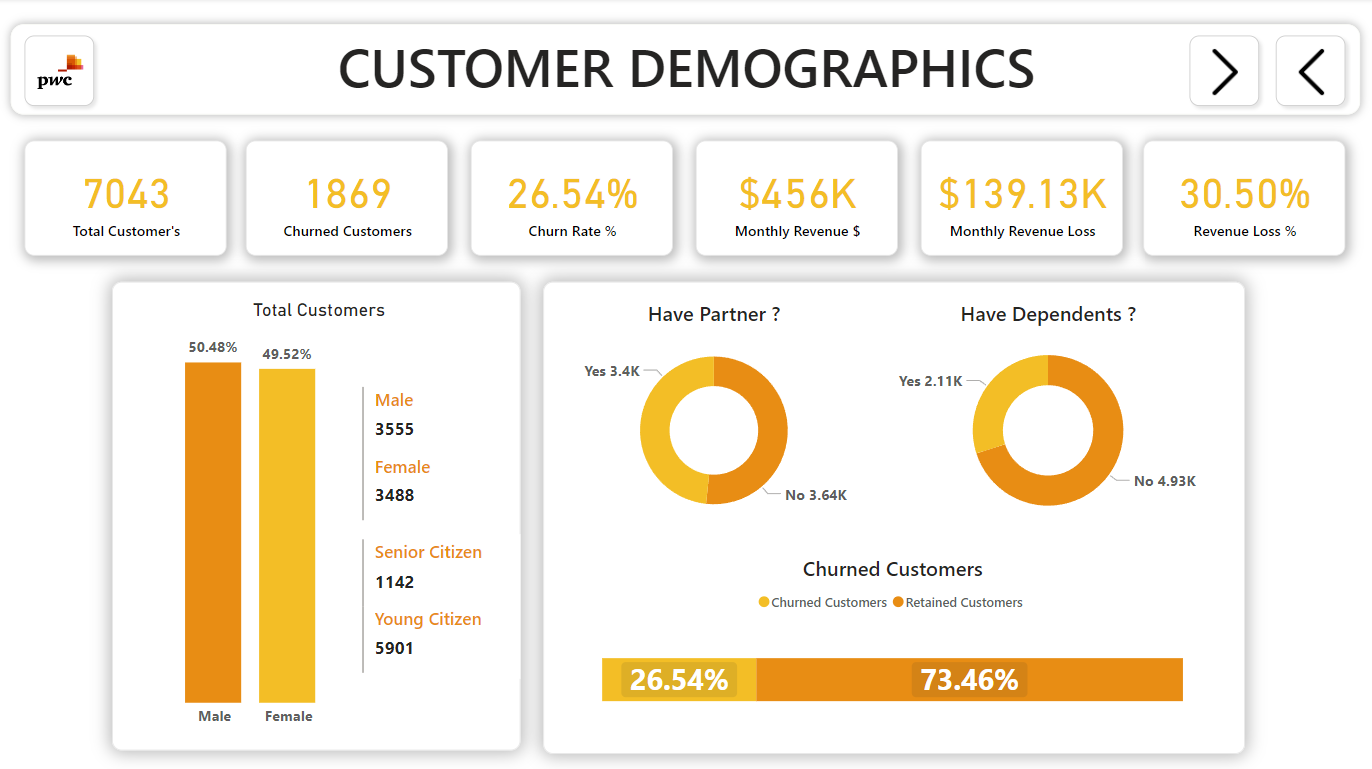 pwc
CUSTOMER DEMOGRAPHICS
7043
Total Customer's
1869
Churned Customers
26.54%
Churn Rate %
$456K
Monthly Revenue $
$139.13K
Monthly Revenue Loss
30.50%
Revenue Loss %
Total Customers
50.48%
49.52%
Male
Female
Male
3555
Female
3488
Senior Citizen
1142
Young Citizen
5901
Have Partner ?
Yes 3.4K
No 3.64K
Have Dependents ?
Yes 2.11K
No 4.93K
Churned Customers
Churned Customers Retained Customers
26.54% 73.46%